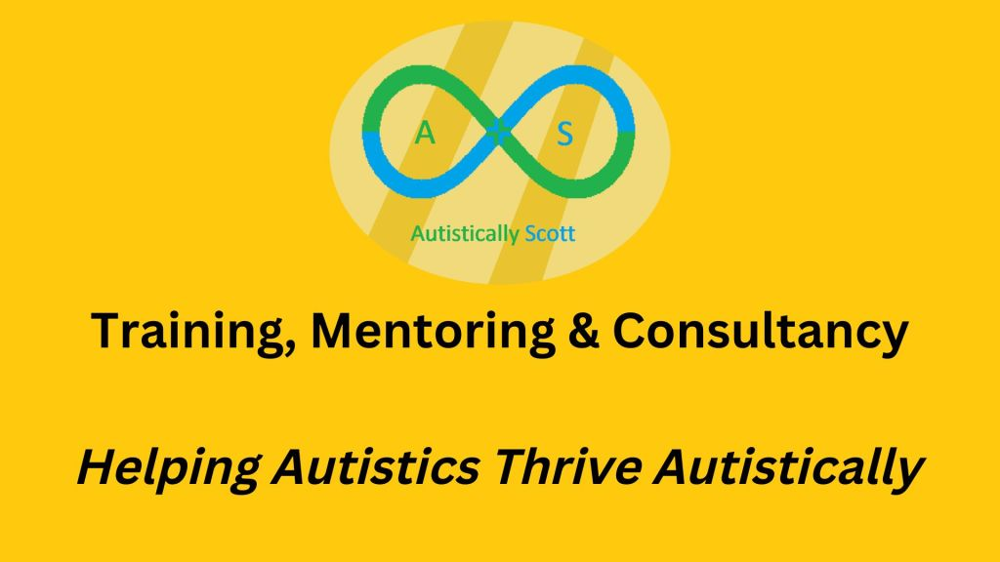 A S
Autistically Scott
Training, Mentoring & Consultancy
Helping Autistics Thrive Autistically